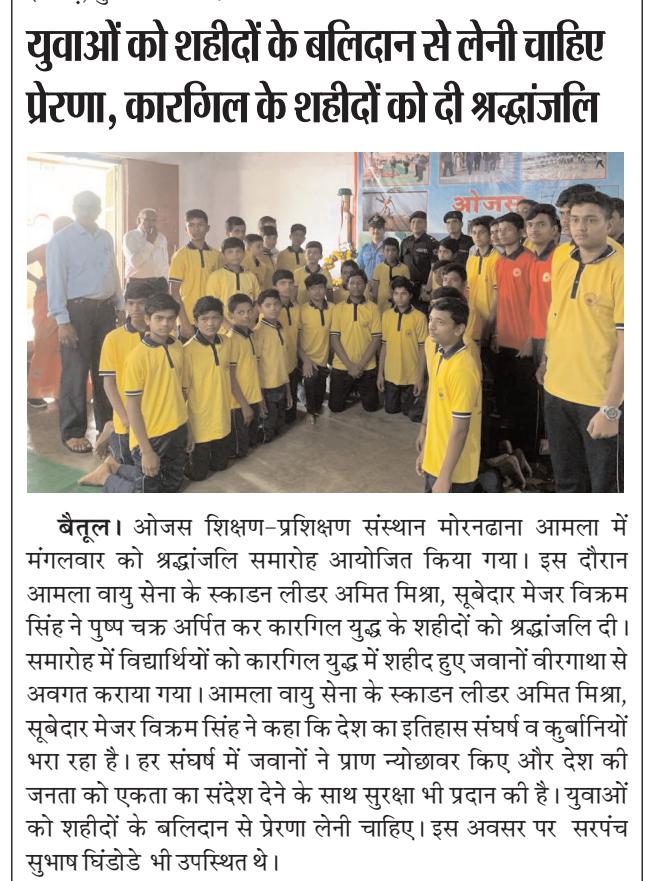 युवाओं को शहीदों के बलिदान से लेनी चाहिए
प्रेरणा, कारगिल के शहीदों को दी श्रद्धांजलि
ओजस
बैतूल। ओजस शिक्षण-प्रशिक्षण संस्थान मोरनढाना आमला में
मंगलवार को श्रद्धांजलि समारोह आयोजित किया गया। इस दौरान
आमला वायु सेना के स्काडन लीडर अमित मिश्रा, सूबेदार मेजर विक्रम
सिंह ने पुष्प चक्र अर्पित कर कारगिल युद्ध के शहीदों को श्रद्धांजलि दी।
समारोह में विद्यार्थियों को कारगिल युद्ध में शहीद हुए जवानों वीरगाथा से
अवगत कराया गया। आमला वायु सेना के स्काडन लीडर अमित मिश्रा,
सूबेदार मेजर विक्रम सिंह ने कहा कि देश का इतिहास संघर्ष व कुर्बानियों
भरा रहा है। हर संघर्ष में जवानों ने प्राण न्योछावर किए और देश की
जनता को एकता का संदेश देने के साथ सुरक्षा भी प्रदान की है। युवाओं
को शहीदों के बलिदान से प्रेरणा लेनी चाहिए। इस अवसर पर सरपंच
सुभाष घिंडोडे भी उपस्थित थे।